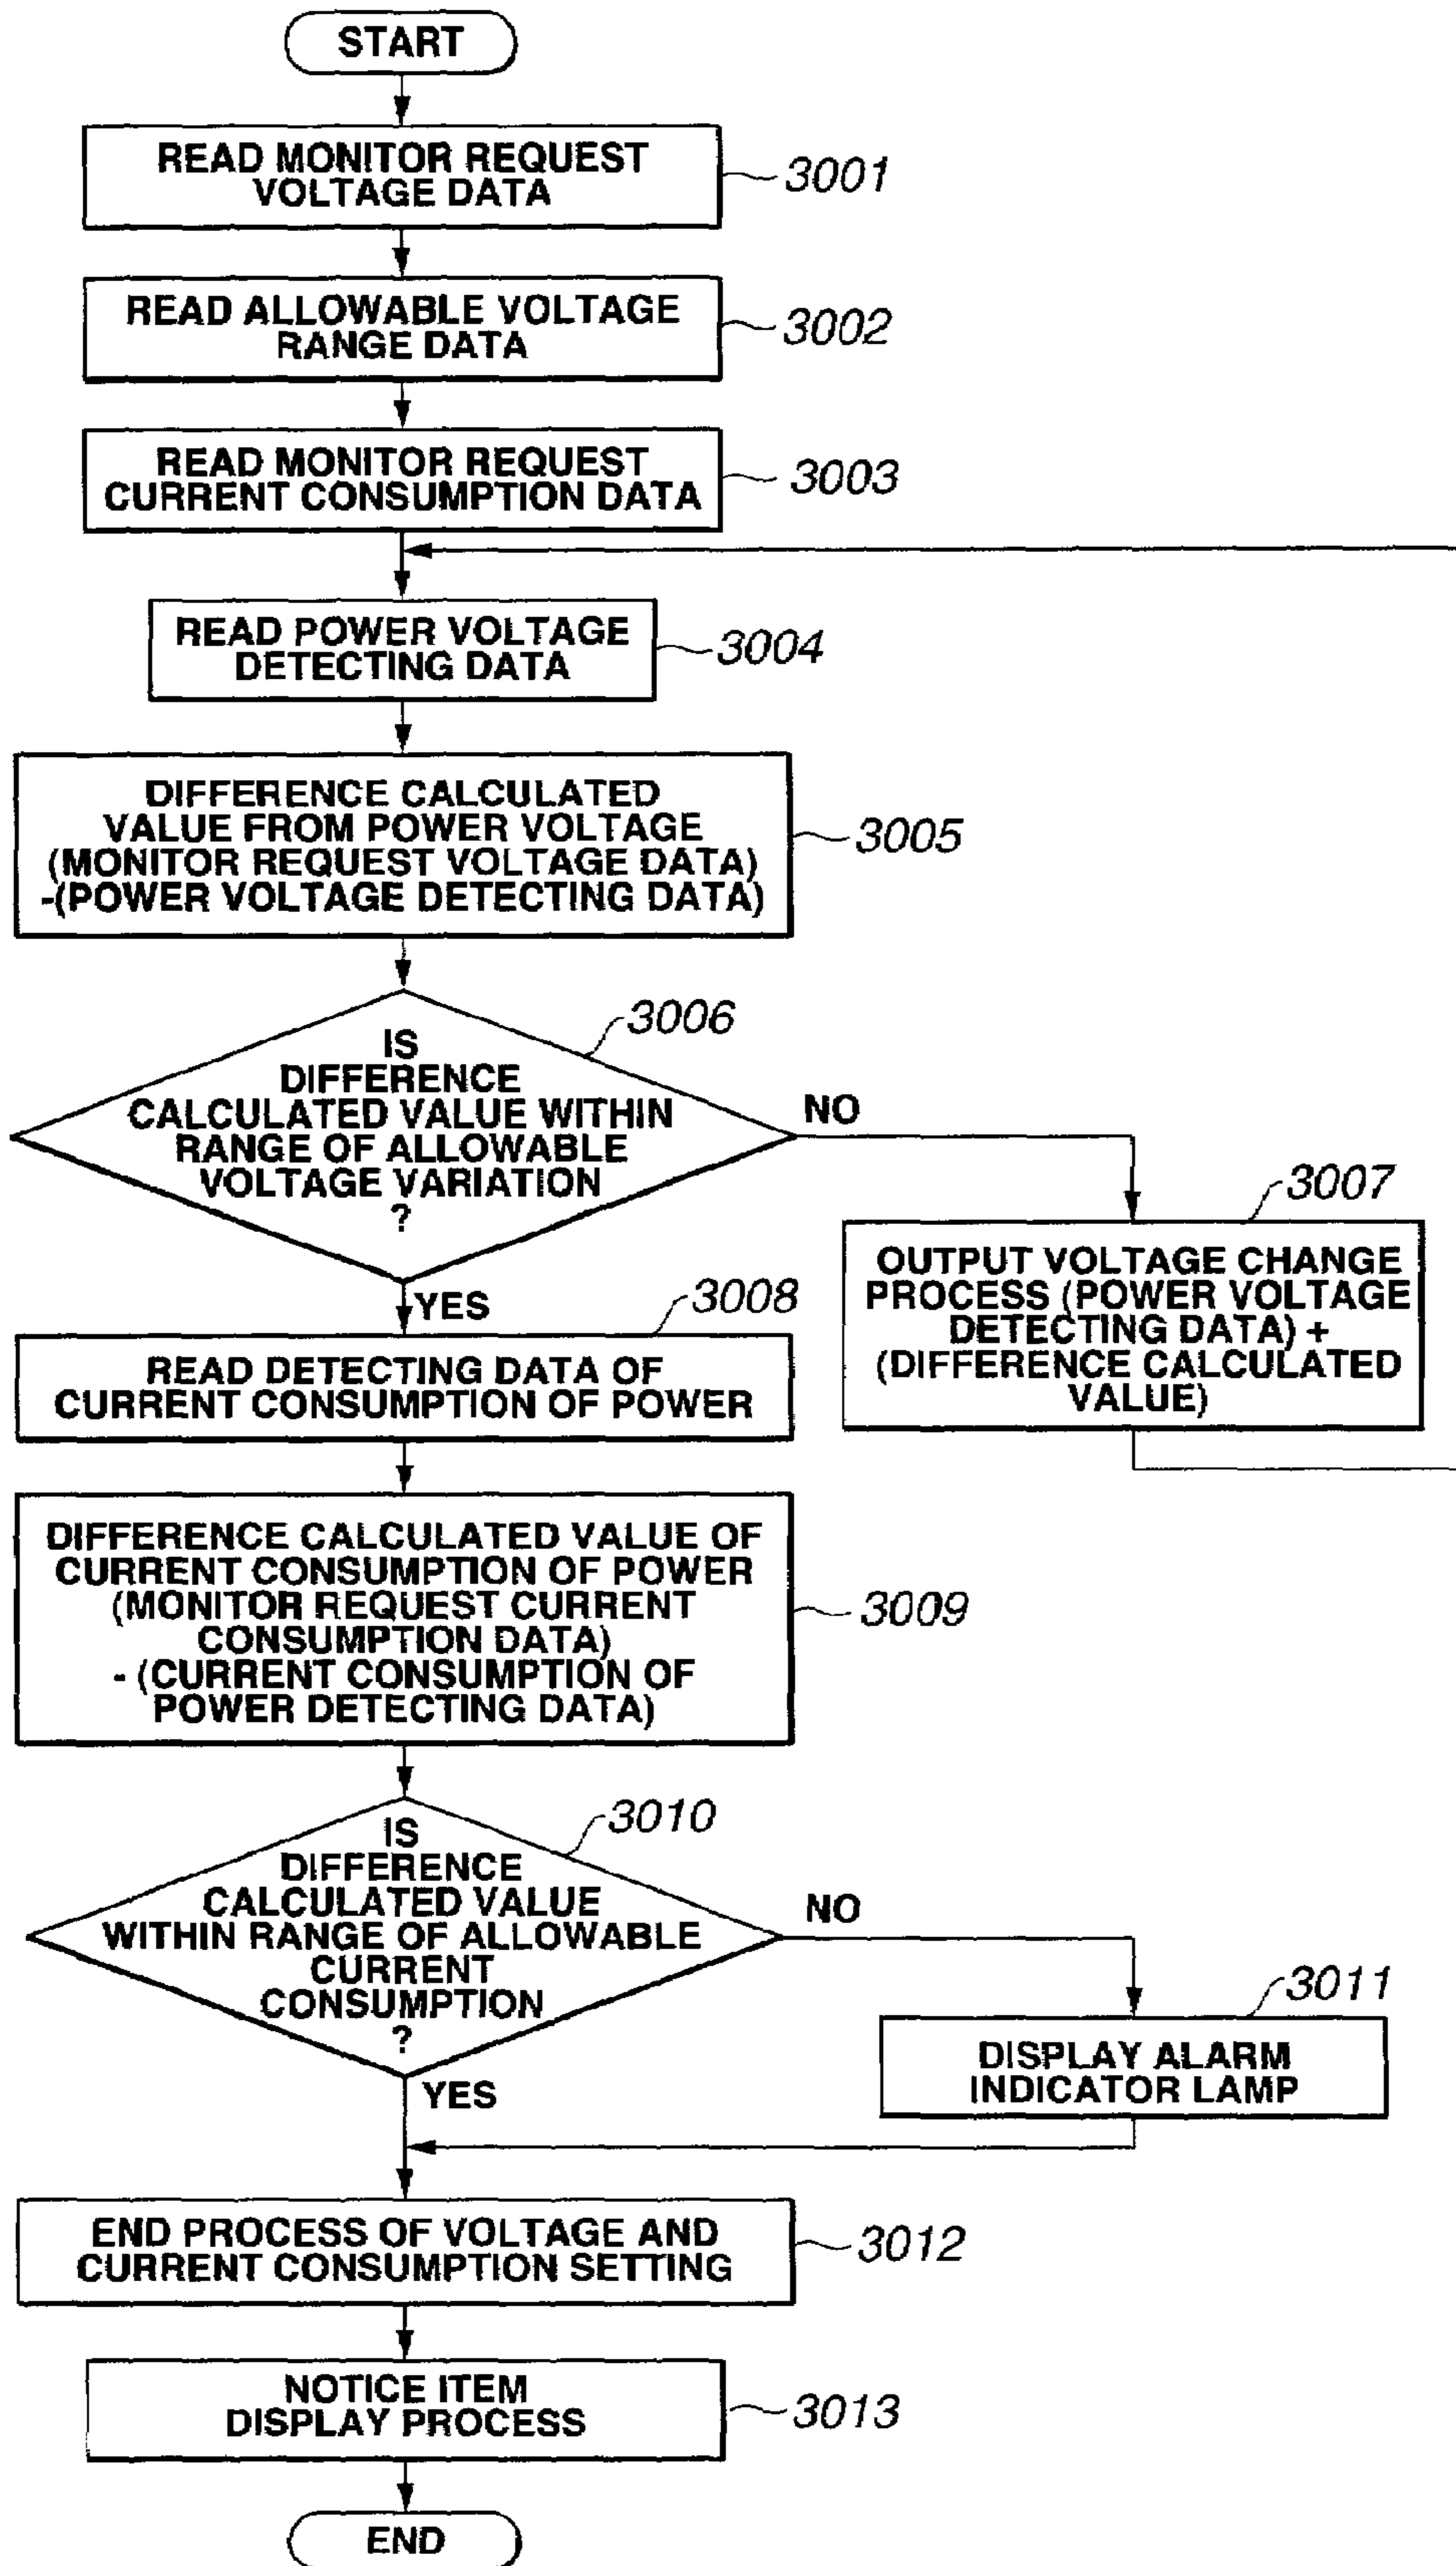 START
READ MONITOR REQUEST
VOLTAGE DATA
3001
READ ALLOWABLE VOLTAGE
RANGE DATA
3002
READ MONITOR REQUEST
CURRENT CONSUMPTION DATA
3003
READ POWER VOLTAGE
DETECTING DATA
3004
DIFFERENCE CALCULATED
VALUE FROM POWER VOLTAGE
(MONITOR REQUEST VOLTAGE DATA)
-(POWER VOLTAGE DETECTING DATA)
3005
3006
IS
DIFFERENCE
CALCULATED VALUE WITHIN
RANGE OF ALLOWABLE
VOLTAGE VARIATION
?
NO
3007
OUTPUT VOLTAGE CHANGE
PROCESS (POWER VOLTAGE
DETECTING DATA) +
(DIFFERENCE CALCULATED
VALUE)
YES
3008
READ DETECTING DATA OF
CURRENT CONSUMPTION OF POWER
DIFFERENCE CALCULATED VALUE OF
CURRENT CONSUMPTION OF POWER
(MONITOR REQUEST CURRENT
CONSUMPTION DATA)
- (CURRENT CONSUMPTION OF
POWER DETECTING DATA)
3009
3010
IS
DIFFERENCE
CALCULATED VALUE
WITHIN RANGE OF ALLOWABLE
CURRENT
CONSUMPTION
?
NO
3011
DISPLAY ALARM
INDICATOR LAMP
YES
END PROCESS OF VOLTAGE AND
CURRENT CONSUMPTION SETTING
3012
NOTICE ITEM
DISPLAY PROCESS
3013
END